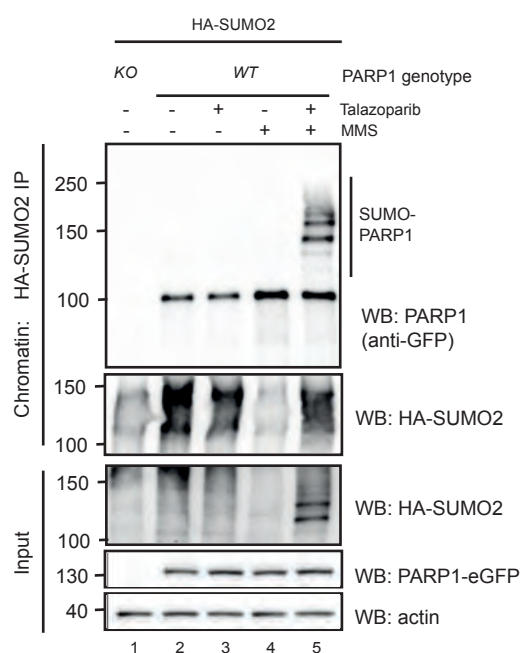 HA-SUMO2
KO WT PARP1 genotype
- - + - + Talazoparib
- - - + + MMS
Chromatin: HA-SUMO2 IP
250
150
100
SUMO-
PARP1
WB: PARP1
(anti-GFP)
150
100
WB: HA-SUMO2
Input
150
100
WB: HA-SUMO2
130
WB: PARP1-eGFP
40
WB: actin
1 2 3 4 5